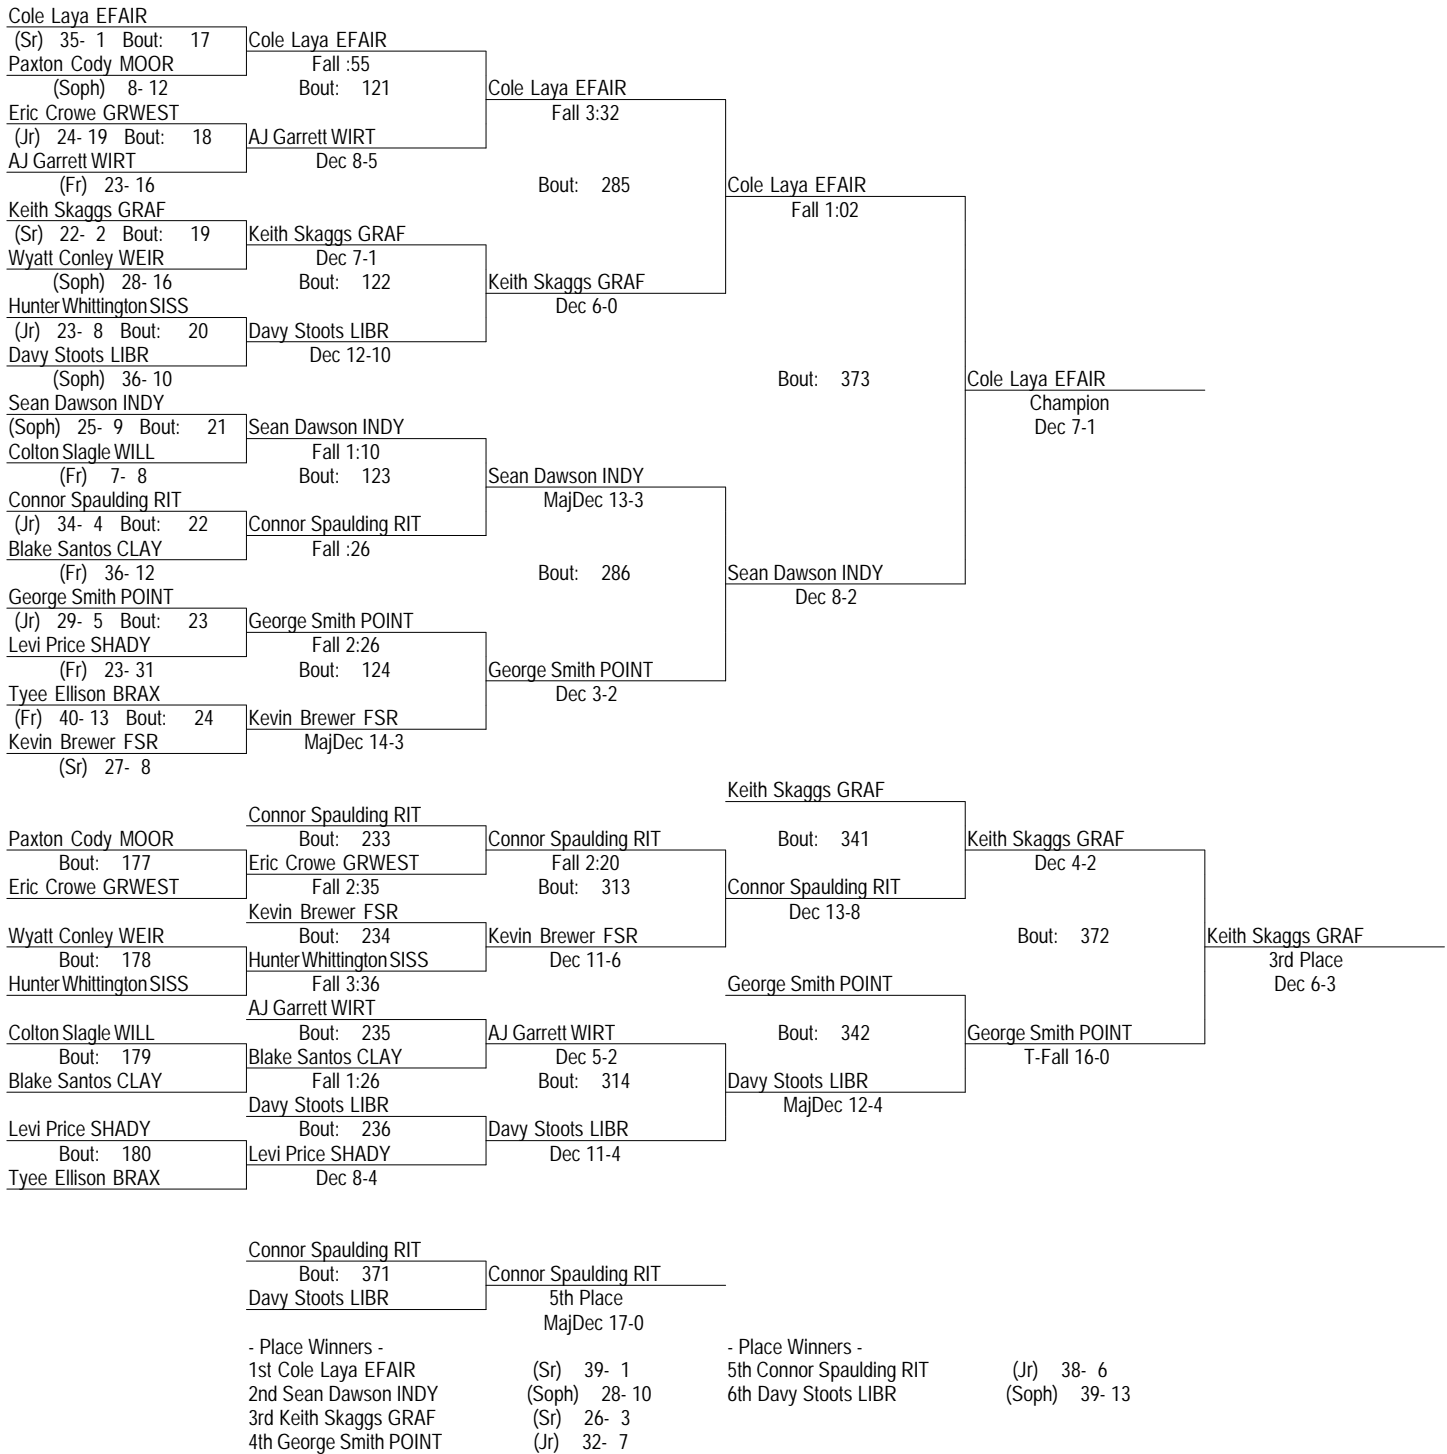 Cole Laya EFAIR
(Sr) 35- 1 Bout: 17 Cole Laya EFAIR
Paxton Cody MOOR Fall :55
(Soph) 8- 12 Bout: 121 Cole Laya EFAIR
Eric Crowe GRWEST Fall 3:32
(Jr) 24- 19 Bout: 18 AJ Garrett WIRT
AJ Garrett WIRT Dec 8-5
(Fr) 23- 16 Bout: 285 Cole Laya EFAIR
Keith Skaggs GRAF Fall 1:02
(Sr) 22- 2 Bout: 19 Keith Skaggs GRAF
Wyatt Conley WEIR Dec 7-1
(Soph) 28- 16 Bout: 122 Keith Skaggs GRAF
Hunter Whittington SISS Dec 6-0
(Jr) 23- 8 Bout: 20 Davy Stoots LIBR
Davy Stoots LIBR Dec 12-10
(Soph) 36- 10 Bout: 373 Cole Laya EFAIR
Sean Dawson INDY Champion
(Soph) 25- 9 Bout: 21 Sean Dawson INDY Dec 7-1
Colton Slagle WILL Fall 1:10
(Fr) 7- 8 Bout: 123 Sean Dawson INDY
Connor Spaulding RIT MajDec 13-3
(Jr) 34- 4 Bout: 22 Connor Spaulding RIT
Blake Santos CLAY Fall :26
(Fr) 36- 12 Bout: 286 Sean Dawson INDY
George Smith POINT Dec 8-2
(Jr) 29- 5 Bout: 23 George Smith POINT
Levi Price SHADY Fall 2:26
(Fr) 23- 31 Bout: 124 George Smith POINT
Tyee Ellison BRAX Dec 3-2
(Fr) 40- 13 Bout: 24 Kevin Brewer FSR
Kevin Brewer FSR MajDec 14-3
(Sr) 27- 8
Keith Skaggs GRAF
Connor Spaulding RIT
Paxton Cody MOOR Bout: 233 Connor Spaulding RIT Bout: 341 Keith Skaggs GRAF
Bout: 177 Eric Crowe GRWEST Fall 2:20 Dec 4-2
Eric Crowe GRWEST Fall 2:35 Bout: 313 Connor Spaulding RIT
Kevin Brewer FSR Dec 13-8
Wyatt Conley WEIR Bout: 234 Kevin Brewer FSR Bout: 372 Keith Skaggs GRAF
Bout: 178 Hunter Whittington SISS Dec 11-6 3rd Place
Hunter Whittington SISS Fall 3:36 George Smith POINT Dec 6-3
AJ Garrett WIRT
Colton Slagle WILL Bout: 235 AJ Garrett WIRT Bout: 342 George Smith POINT
Bout: 179 Blake Santos CLAY Dec 5-2 T-Fall 16-0
Blake Santos CLAY Fall 1:26 Bout: 314 Davy Stoots LIBR
Davy Stoots LIBR MajDec 12-4
Levi Price SHADY Bout: 236 Davy Stoots LIBR
Bout: 180 Levi Price SHADY Dec 11-4
Tyee Ellison BRAX Dec 8-4
Connor Spaulding RIT
Bout: 371 Connor Spaulding RIT
Davy Stoots LIBR 5th Place
MajDec 17-0
- Place Winners - - Place Winners -
1st Cole Laya EFAIR (Sr) 39- 1 5th Connor Spaulding RIT (Jr) 38- 6
2nd Sean Dawson INDY (Soph) 28- 10 6th Davy Stoots LIBR (Soph) 39- 13
3rd Keith Skaggs GRAF (Sr) 26- 3
4th George Smith POINT (Jr) 32- 7